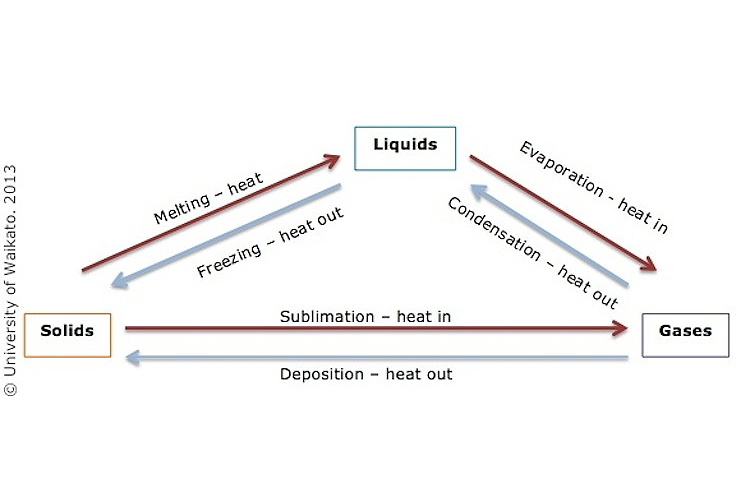 Liquids
Melting – heat
Freezing – heat out
Evaporation - heat in
Condensation – heat out
Solids
Sublimation – heat in
Gases
Deposition – heat out
© University of Waikato. 2013